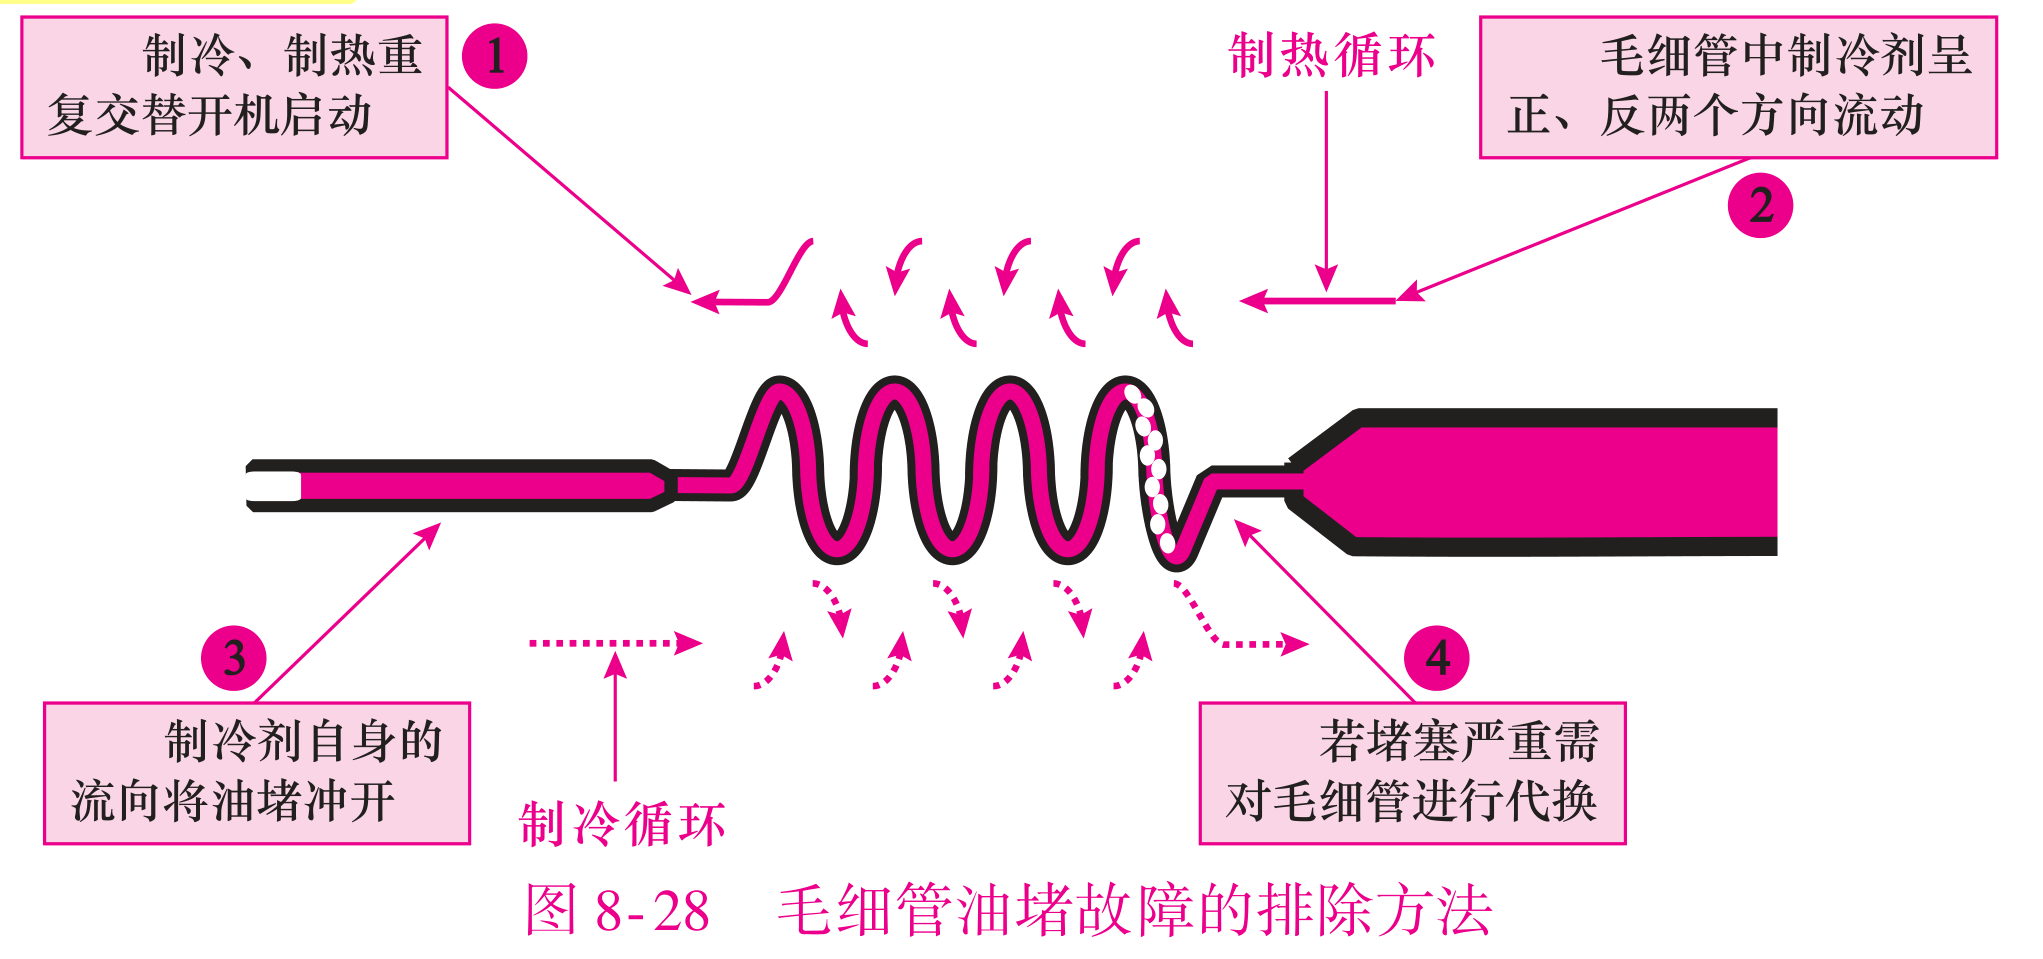 制冷、制热重
复交替开机启动
1
制热循环
毛细管中制冷剂呈
正、反两个方向流动
2
3
制冷剂自身的
流向将油堵冲开
制冷循环
4
若堵塞严重需
对毛细管进行代换
图 8-28 毛细管油堵故障的排除方法